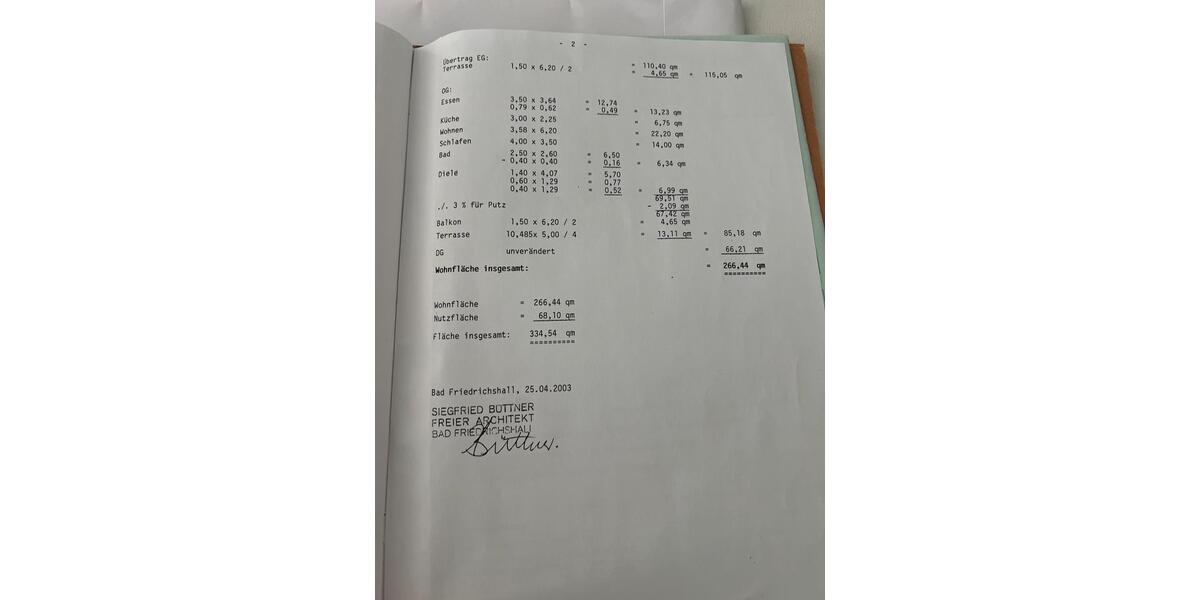 - 2 -
Übertrag EG: = 110,40 qm
Terrasse 1,50 x 6,20 / 2 = 4,65 qm = 115,05 qm
OG:
Essen 3,50 x 3,64 = 12,74
0,79 x 0,62 = 0,49 = 13,23 qm
Küche 3,00 x 2,25 = 6,75 qm
Wohnen 3,58 x 6,20 = 22,20 qm
Schlafen 4,00 x 3,50 = 14,00 qm
Bad 2,50 x 2,60 = 6,50
- 0,40 x 0,40 = 0,16 = 6,34 qm
Diele 1,40 x 4,07 = 5,70
0,60 x 1,29 = 0,77
0,40 x 1,29 = 0,52 = 6,99 qm
69,51 qm
./. 3 % für Putz - 2,09 qm
67,42 qm
Balkon 1,50 x 6,20 / 2 = 4,65 qm
Terrasse 10,485x 5,00 / 4 = 13,11 qm = 85,18 qm
DG unverändert = 66,21 qm
Wohnfläche insgesamt: = 266,44 qm
==========
Wohnfläche = 266,44 qm
Nutzfläche = 68,10 qm
Fläche insgesamt: 334,54 qm
==========
Bad Friedrichshall, 25.04.2003
SIEGFRIED BÜTTNER
FREIER ARCHITEKT
BAD FRIEDRICHSHALL
Büttner.